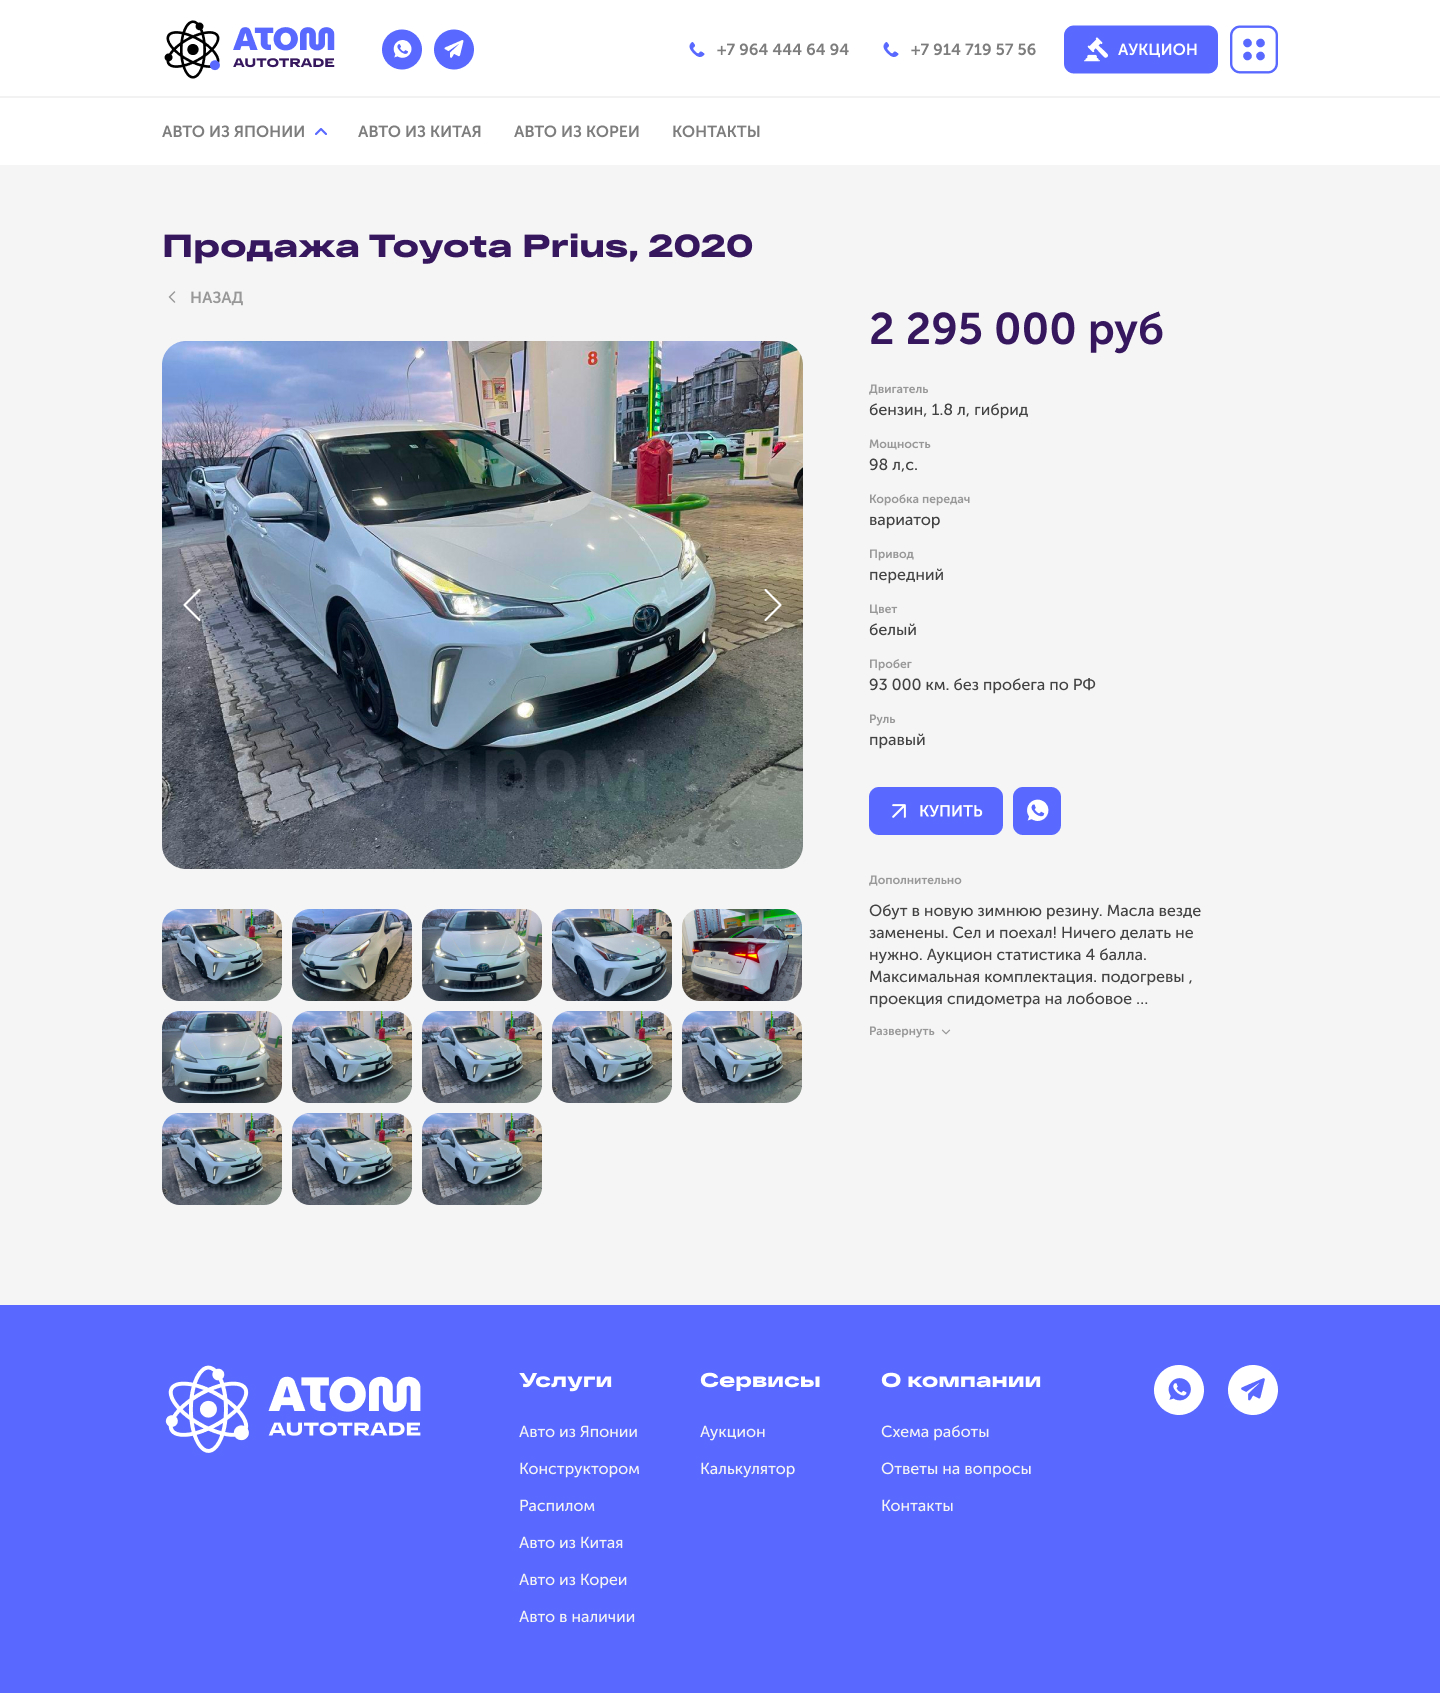 ATOM
AUTOTRADE
+7 964 444 64 94
+7 914 719 57 56
АУКЦИОН
АВТО ИЗ ЯПОНИИ
АВТО ИЗ КИТАЯ
АВТО ИЗ КОРЕИ
КОНТАКТЫ
Продажа Toyota Prius, 2020
НАЗАД
8
дром
2 295 000 руб
Двигатель
бензин, 1.8 л, гибрид
Мощность
98 л,с.
Коробка передач
вариатор
Привод
передний
Цвет
белый
Пробег
93 000 км. без пробега по РФ
Руль
правый
КУПИТЬ
Дополнительно
Обут в новую зимнюю резину. Масла везде
заменены. Сел и поехал! Ничего делать не
нужно. Аукцион статистика 4 балла.
Максимальная комплектация. подогревы ,
проекция спидометра на лобовое ...
Развернуть
ATOM
AUTOTRADE
Услуги
Авто из Японии
Конструктором
Распилом
Авто из Китая
Авто из Кореи
Авто в наличии
Сервисы
Аукцион
Калькулятор
О компании
Схема работы
Ответы на вопросы
Контакты